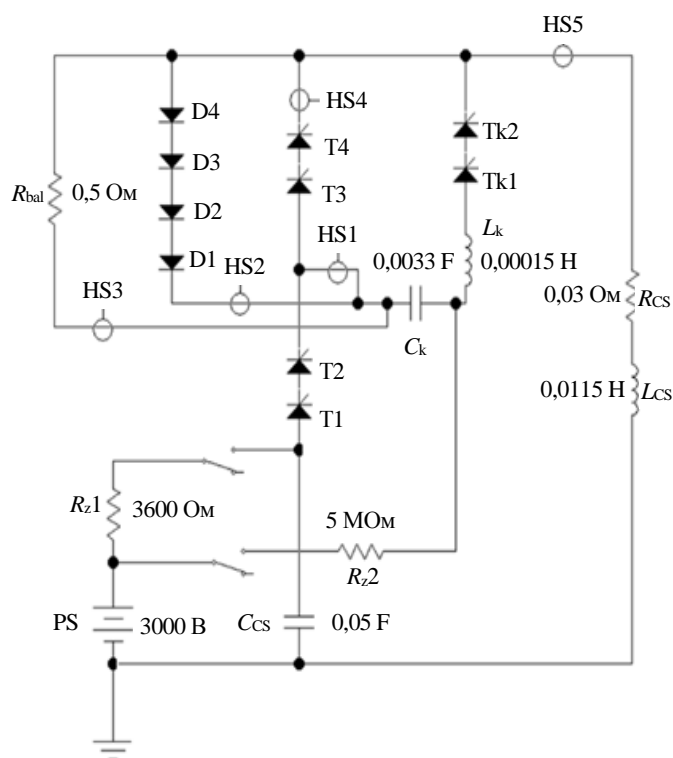 HS5
D4
HS4
T4
D3
Rbal
0,5 Ом
T3
Tk2
Tk1
D2
D1
HS1
Lk
HS2
0,0033 F
0,00015 H
HS3
0,03 Ом
RCS
Ck
T2
T1
0,0115 H
LCS
Rz1
3600 Ом
5 МОм
Rz2
PS
3000 В
CCS
0,05 F